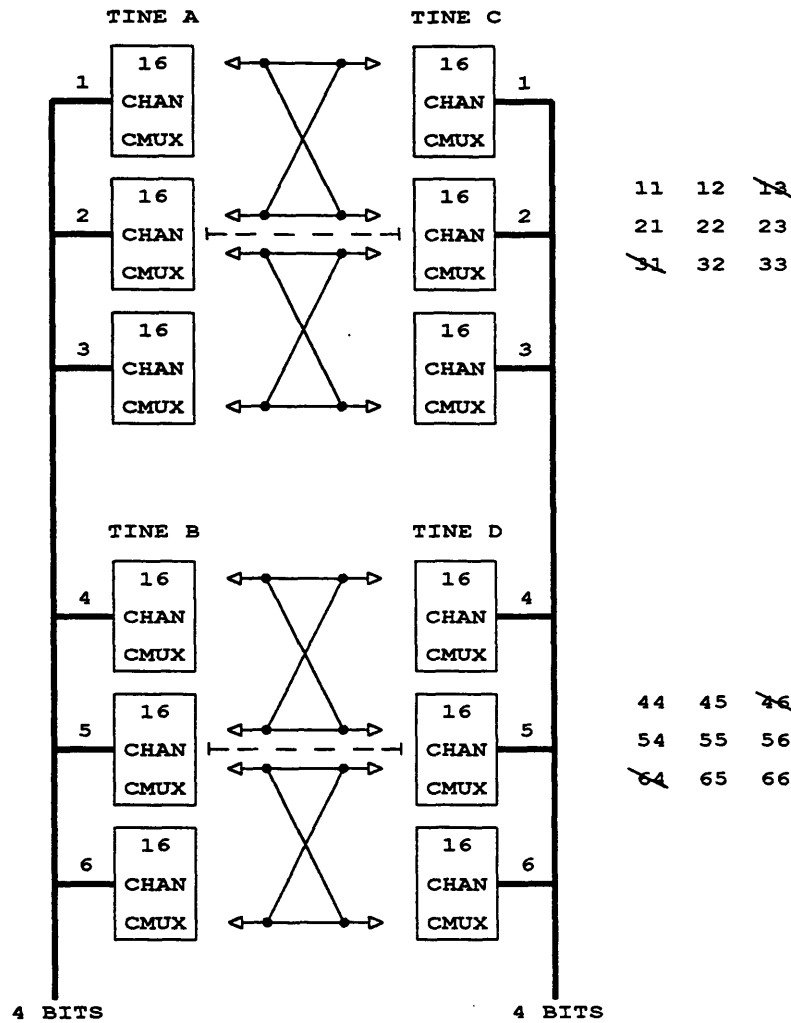 TINE A TINE C
16 16
1 1
CHAN CHAN
CMUX CMUX
11 12 13
16 16
2 2
21 22 23
CHAN CHAN
31 32 33
CMUX CMUX
16 16
3 3
CHAN CHAN
CMUX CMUX
TINE B TINE D
16 16
4 4
CHAN CHAN
CMUX CMUX
44 45 46
16 16
5 5
54 55 56
CHAN CHAN
64 65 66
CMUX CMUX
16 16
6 6
CHAN CHAN
CMUX CMUX
4 BITS 4 BITS